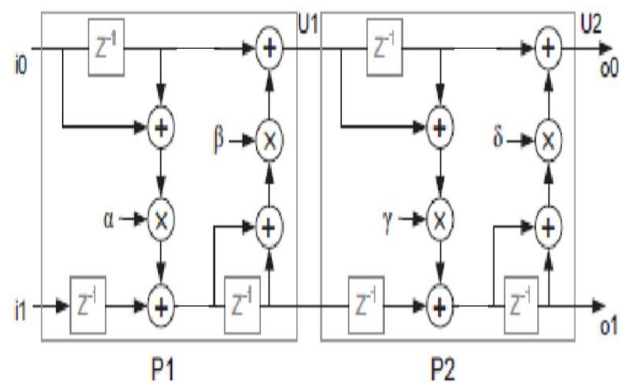 U1 U2
i0 Z⁻¹ + Z⁻¹ + o0
+ +
β × δ ×
α × + γ × +
i1 Z⁻¹ + Z⁻¹ Z⁻¹ + Z⁻¹ o1
P1 P2